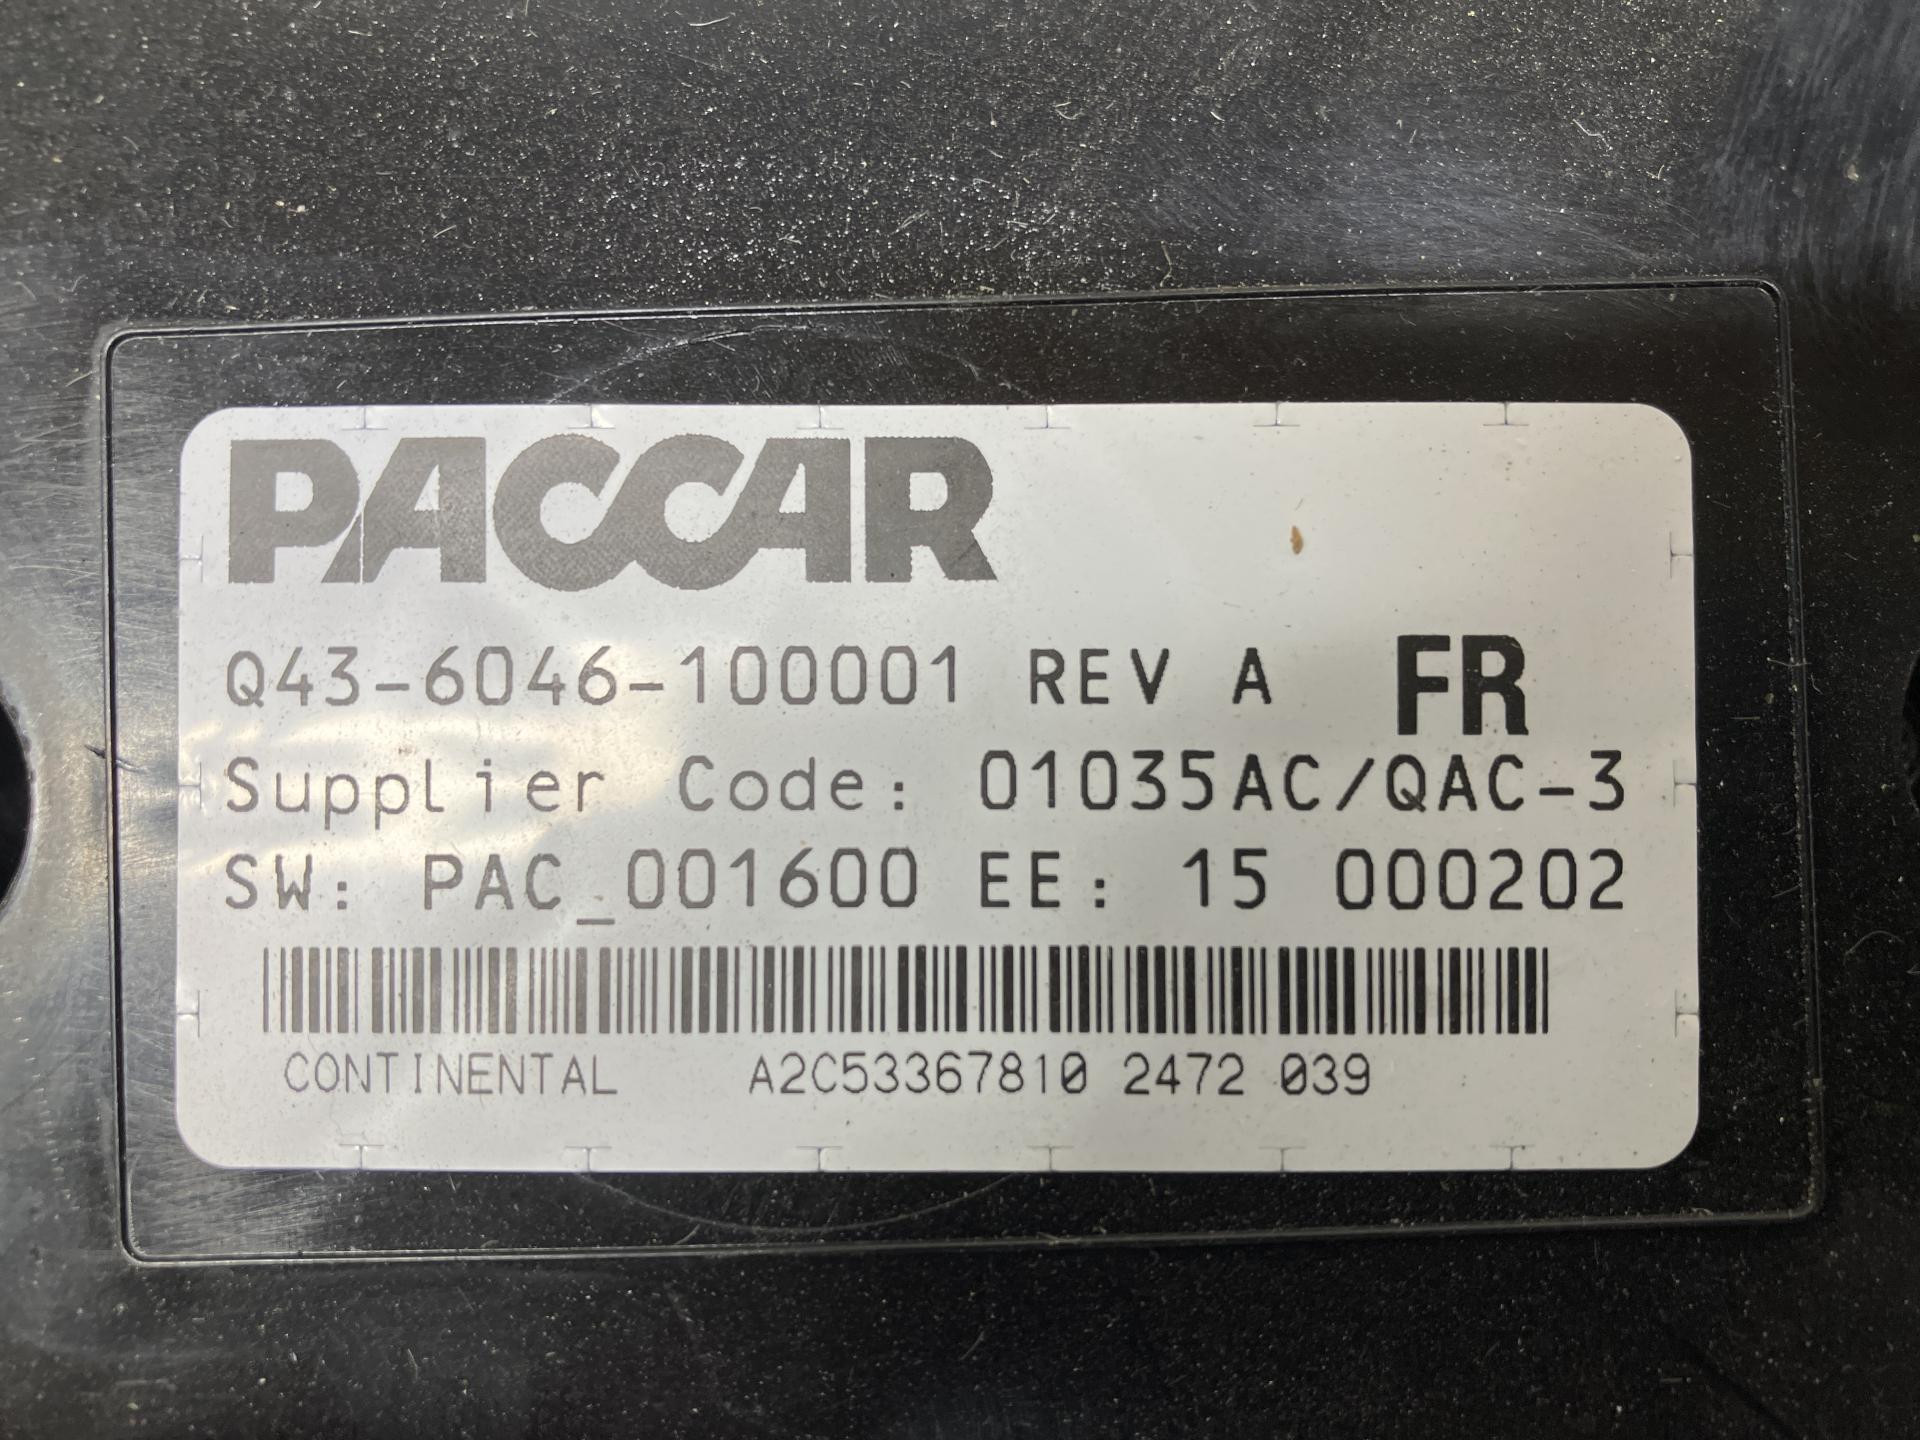 PACCAR
Q43-6046-100001 REV A FR
Supplier Code: 01035AC/QAC-3
SW: PAC_001600 EE: 15 000202
CONTINENTAL A2C53367810 2472 039